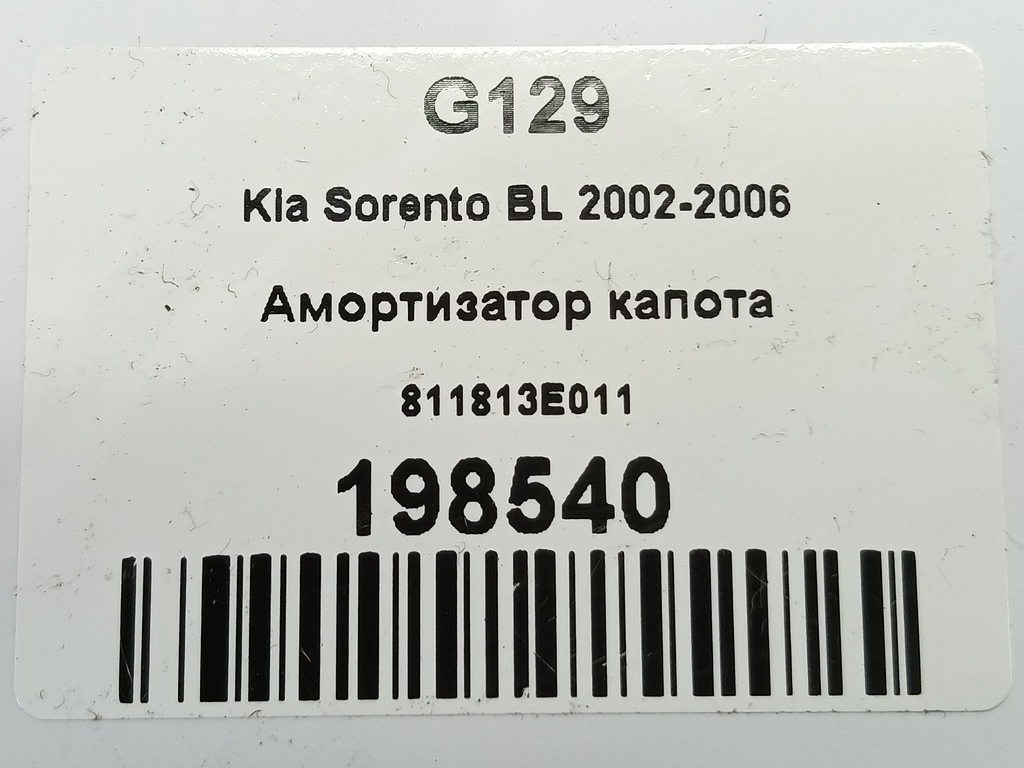 G129
Kia Sorento BL 2002-2006
Амортизатор капота
811813E011
198540